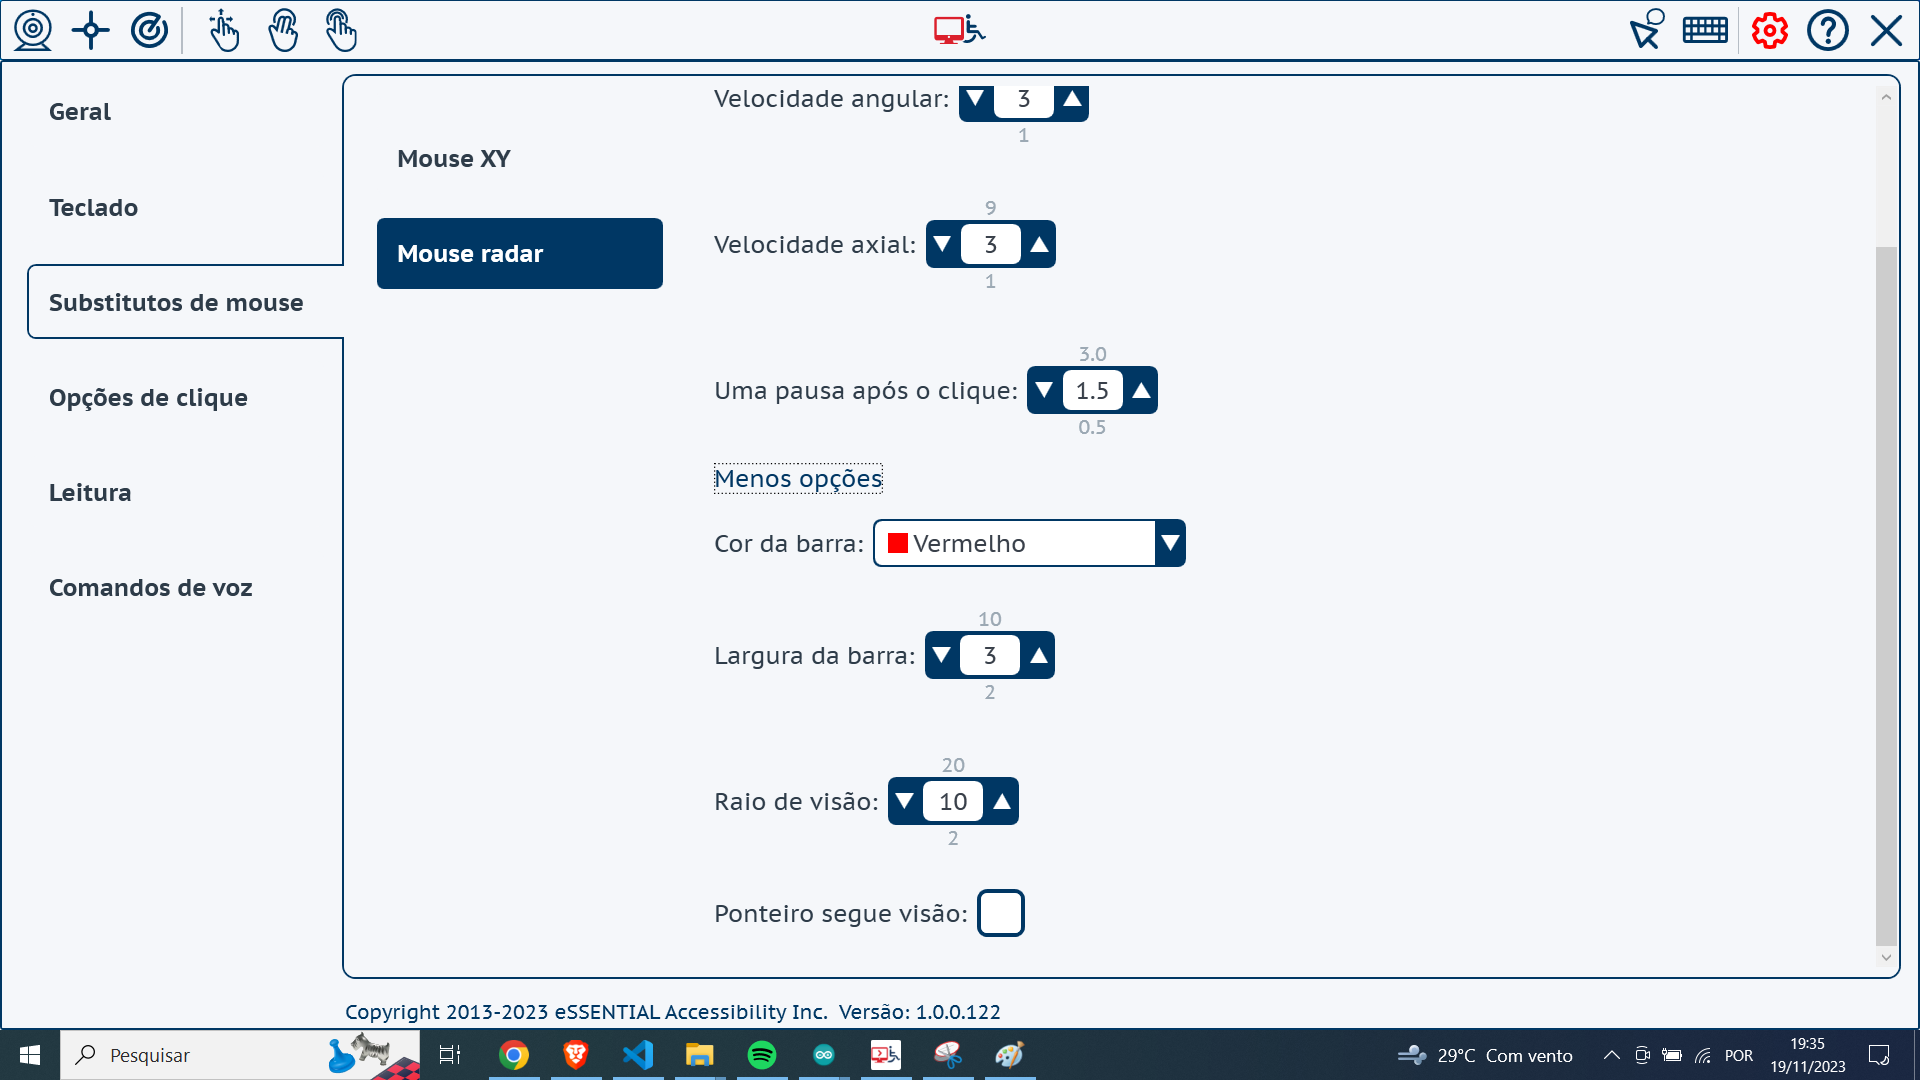 Geral
Teclado
Substitutos de mouse
Opções de clique
Leitura
Comandos de voz
Mouse XY
Mouse radar
Velocidade angular: 3
1
9
Velocidade axial: 3
1
3.0
Uma pausa após o clique: 1.5
0.5
Menos opções
Cor da barra: Vermelho
10
Largura da barra: 3
2
20
Raio de visão: 10
2
Ponteiro segue visão:
Copyright 2013-2023 eSSENTIAL Accessibility Inc. Versão: 1.0.0.122
Pesquisar
29°C Com vento
POR
19:35
19/11/2023